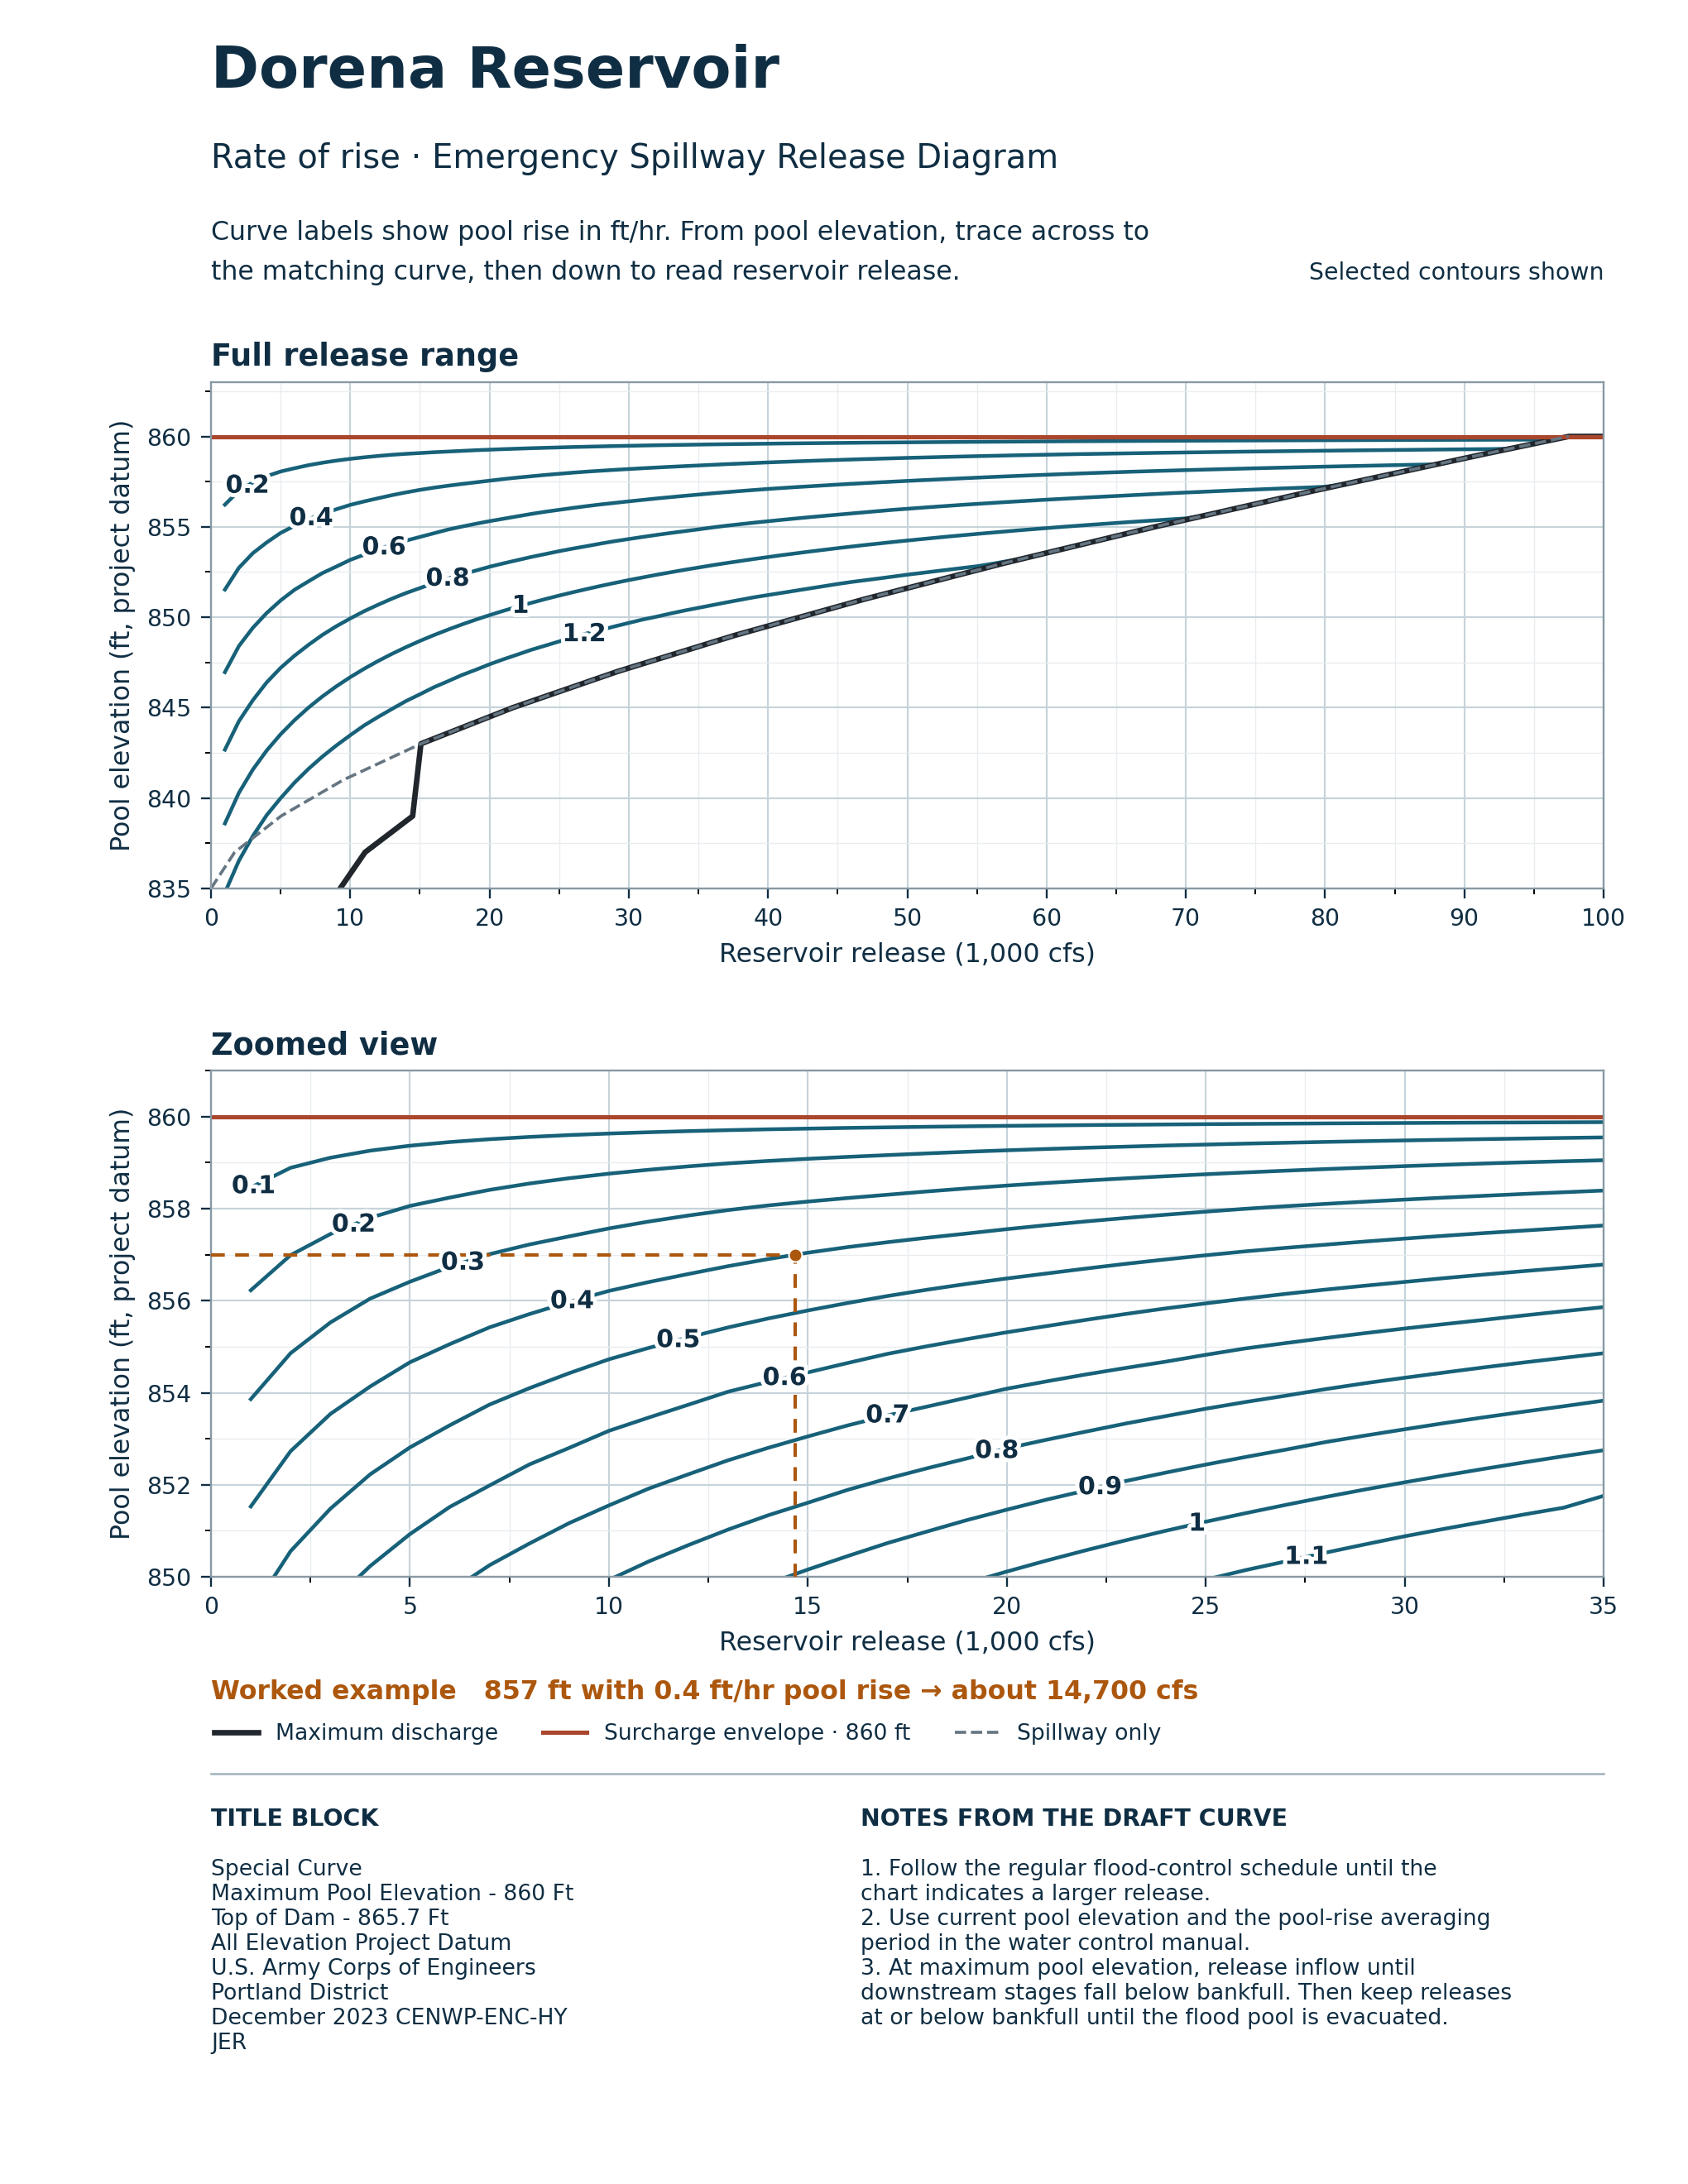 Dorena Reservoir
Rate of rise · Emergency Spillway Release Diagram
Curve labels show pool rise in ft/hr. From pool elevation, trace across to
the matching curve, then down to read reservoir release.
Selected contours shown
Full release range
Pool elevation (ft, project datum)
860
855
850
845
840
835
0.2
0.4
0.6
0.8
1
1.2
0 10 20 30 40 50 60 70 80 90 100
Reservoir release (1,000 cfs)
Zoomed view
Pool elevation (ft, project datum)
860
858
856
854
852
850
0.1
0.2
0.3
0.4
0.5
0.6
0.7
0.8
0.9
1
1.1
0 5 10 15 20 25 30 35
Reservoir release (1,000 cfs)
Worked example 857 ft with 0.4 ft/hr pool rise → about 14,700 cfs
Maximum discharge Surcharge envelope · 860 ft Spillway only
TITLE BLOCK
Special Curve
Maximum Pool Elevation - 860 Ft
Top of Dam - 865.7 Ft
All Elevation Project Datum
U.S. Army Corps of Engineers
Portland District
December 2023 CENWP-ENC-HY
JER
NOTES FROM THE DRAFT CURVE
1. Follow the regular flood-control schedule until the
chart indicates a larger release.
2. Use current pool elevation and the pool-rise averaging
period in the water control manual.
3. At maximum pool elevation, release inflow until
downstream stages fall below bankfull. Then keep releases
at or below bankfull until the flood pool is evacuated.